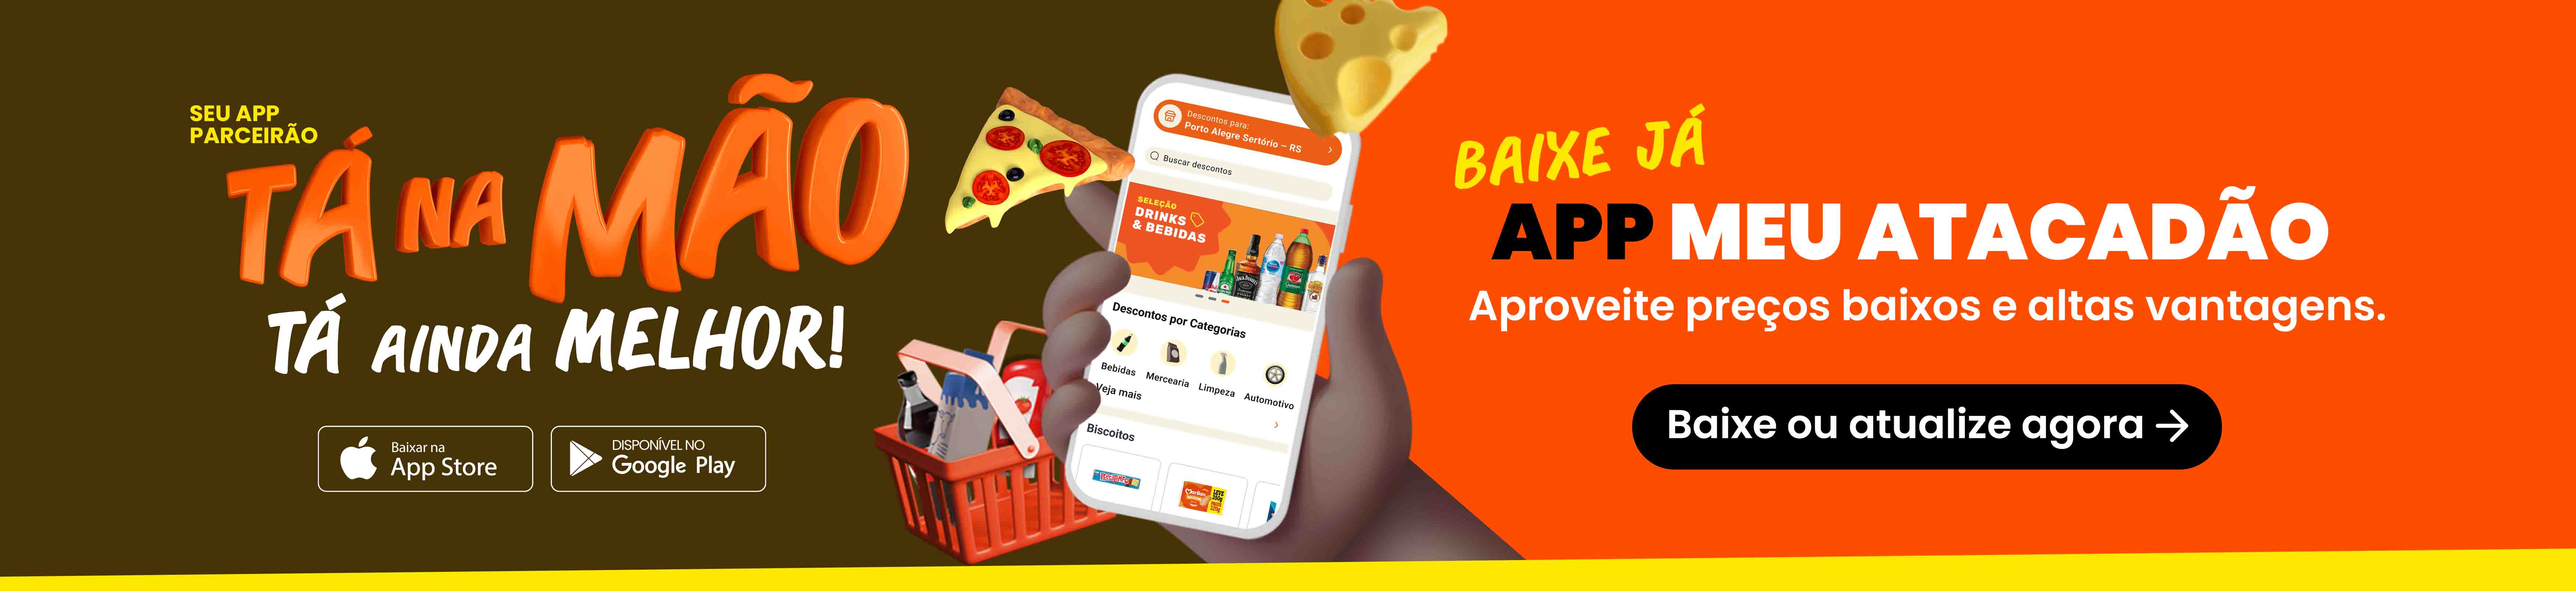 SEU APP
PARCEIRÃO
TÁ NA MÃO
TÁ AINDA MELHOR!
Baixar na
App Store
DISPONÍVEL NO
Google Play
Descontos para:
Porto Alegre Sertório – RS
Buscar descontos
SELEÇÃO
DRINKS
& BEBIDAS
Descontos por Categorias
Bebidas
Mercearia
Limpeza
Automotivo
Veja mais
Biscoitos
BAIXE JÁ
APP MEU ATACADÃO
Aproveite preços baixos e altas vantagens.
Baixe ou atualize agora